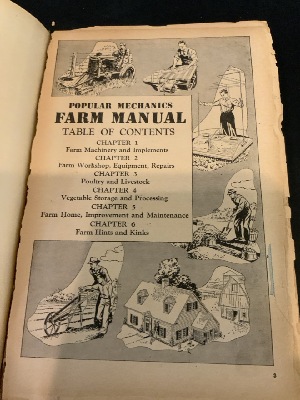 POPULAR MECHANICS
FARM MANUAL
TABLE OF CONTENTS
CHAPTER 1
Farm Machinery and Implements
CHAPTER 2
Farm Workshop, Equipment, Repairs
CHAPTER 3
Poultry and Livestock
CHAPTER 4
Vegetable Storage and Processing
CHAPTER 5
Farm Home, Improvement and Maintenance
CHAPTER 6
Farm Hints and Kinks
3